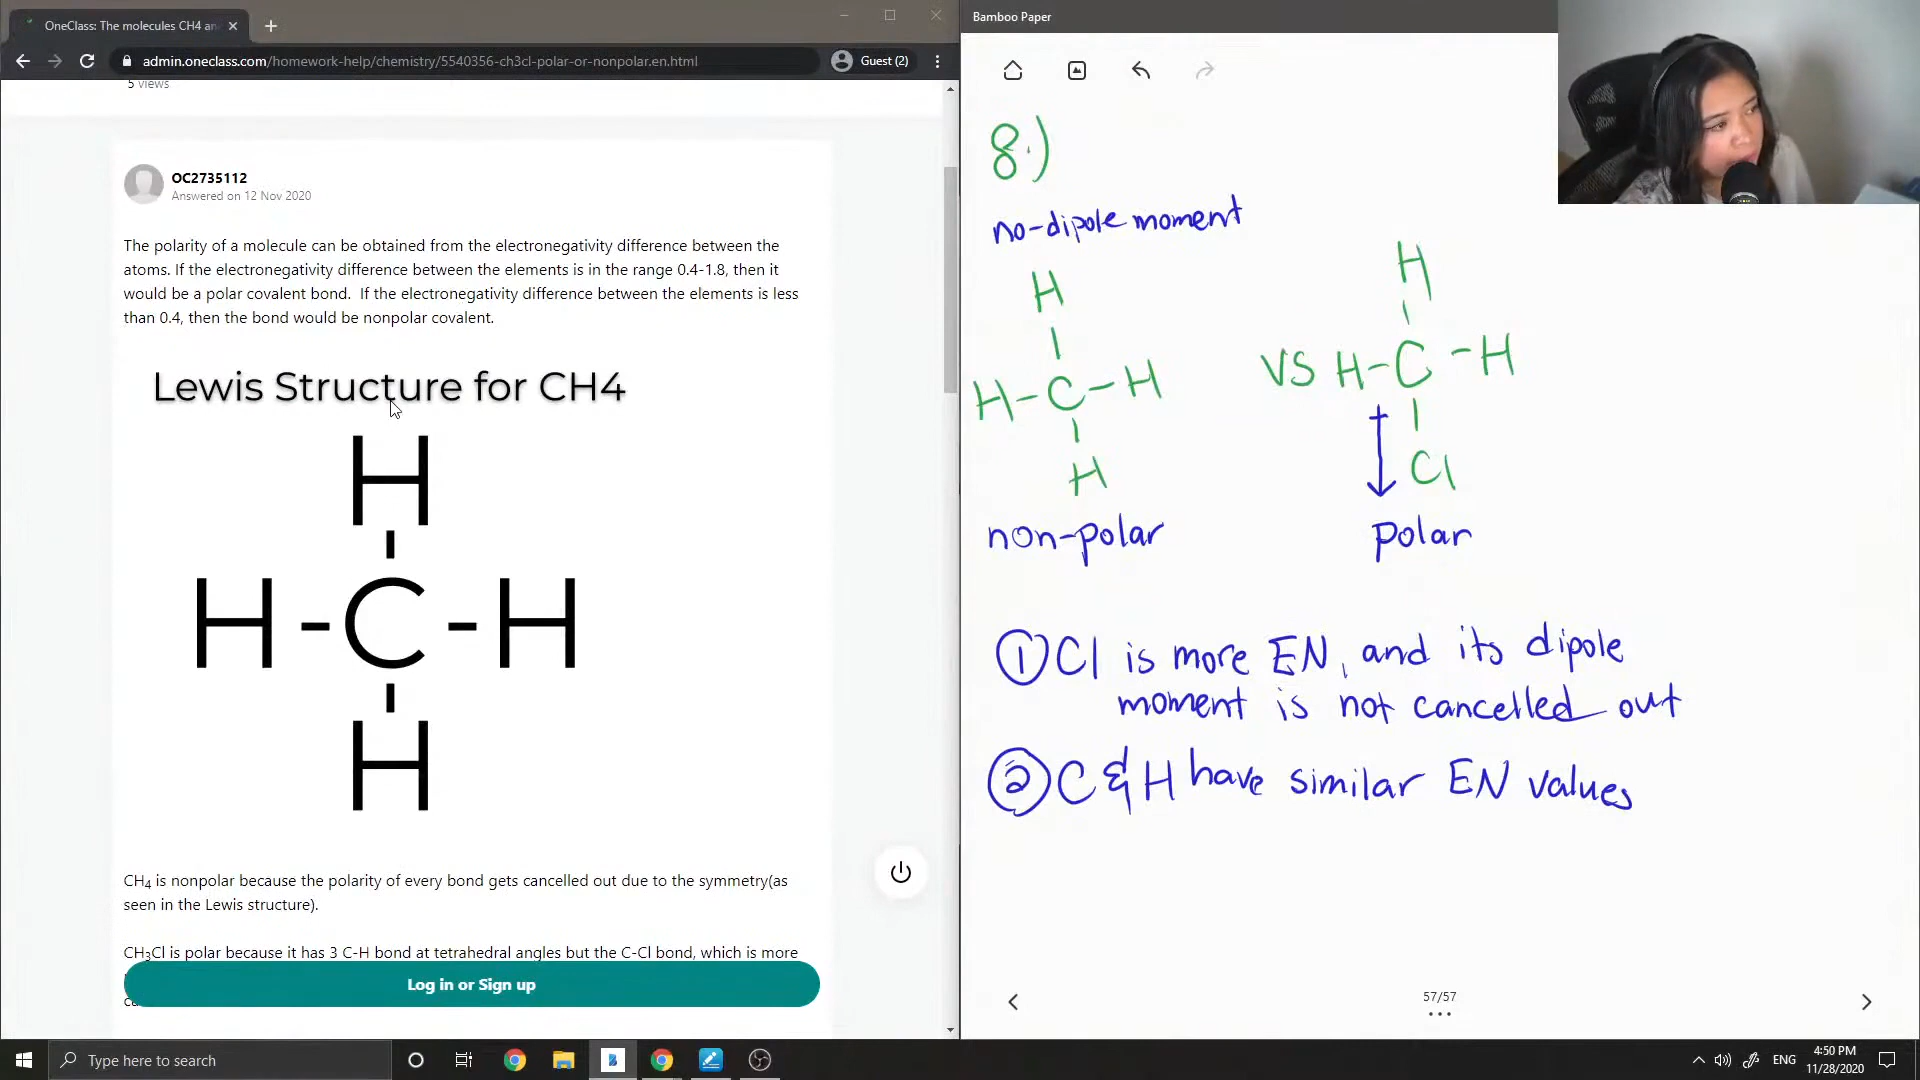 OneClass: The molecules CH4 an
admin.oneclass.com/homework-help/chemistry/5540356-ch3cl-polar-or-nonpolar.en.html
Guest (2)
5 views
OC2735112
Answered on 12 Nov 2020
The polarity of a molecule can be obtained from the electronegativity difference between the
atoms. If the electronegativity difference between the elements is in the range 0.4-1.8, then it
would be a polar covalent bond.  If the electronegativity difference between the elements is less
than 0.4, then the bond would be nonpolar covalent.
Lewis Structure for CH4
H
H - C - H
H
CH4 is nonpolar because the polarity of every bond gets cancelled out due to the symmetry(as
seen in the Lewis structure).
CH3Cl is polar because it has 3 C-H bond at tetrahedral angles but the C-Cl bond, which is more
Log in or Sign up
Bamboo Paper
8.)
no-dipole moment
H
H-C-H
H
non-polar
vs
H
H-C-H
Cl
polar
① Cl is more EN, and its dipole
moment is not cancelled out
② C & H have similar EN values
57/57
Type here to search
ENG
4:50 PM
11/28/2020